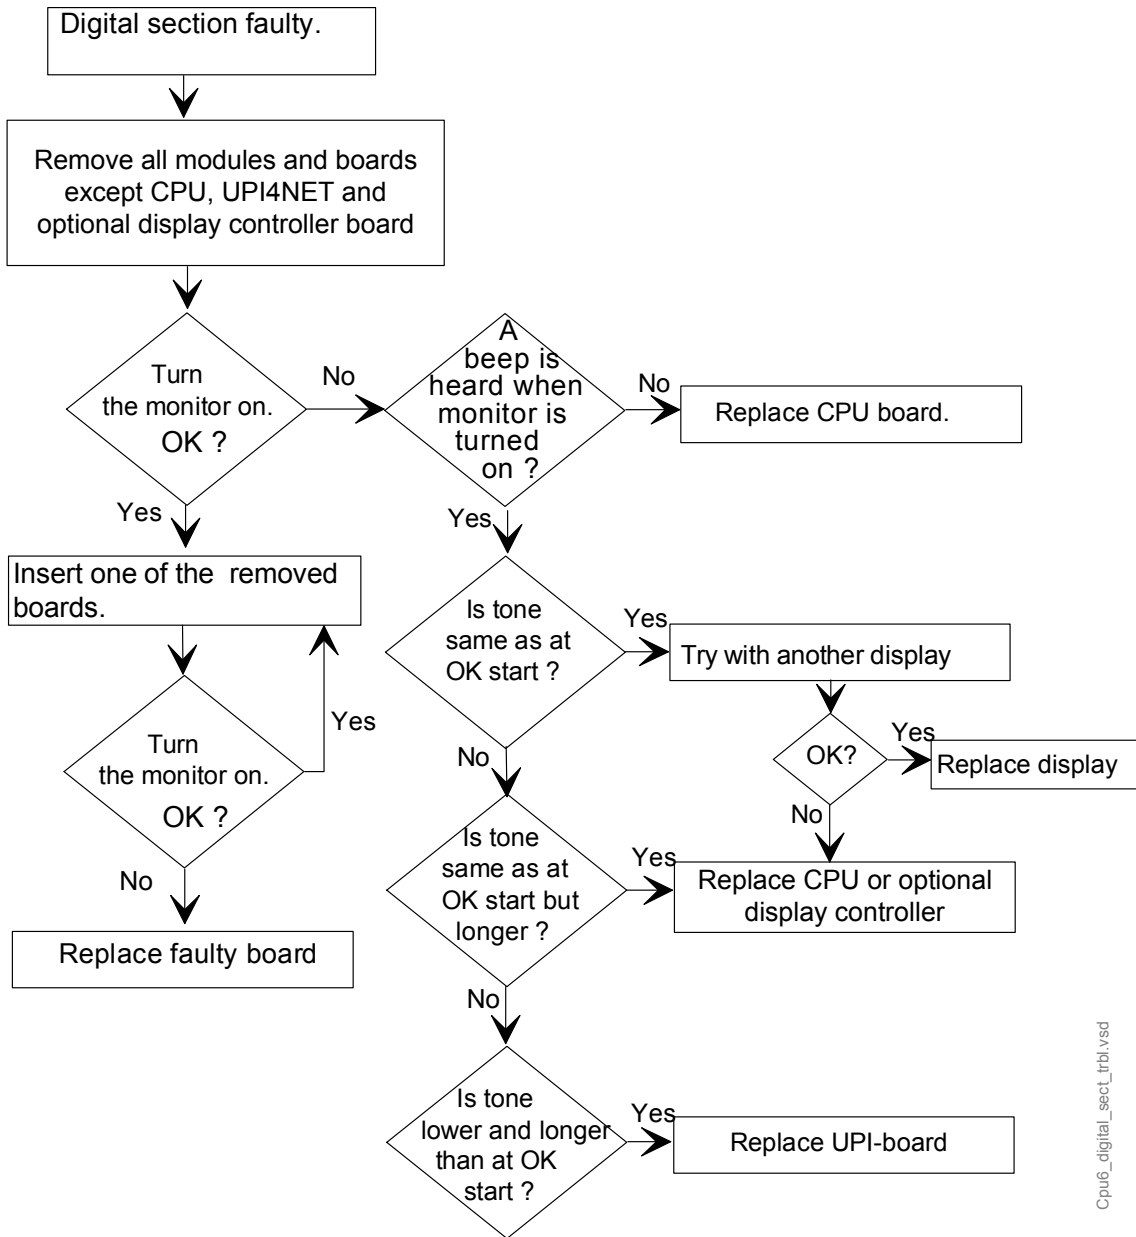 Digital section faulty.
Remove all modules and boards
except CPU, UPI4NET and
optional display controller board
Turn
the monitor on.
OK ?
No
A
beep is
heard when
monitor is
turned
on ?
No
Replace CPU board.
Yes
Yes
Insert one of the removed
boards.
Is tone
same as at
OK start ?
Yes
Try with another display
Turn
the monitor on.
OK ?
Yes
No
OK?
Yes
Replace display
No
Is tone
same as at
OK start but
longer ?
Yes
Replace CPU or optional
display controller
No
Replace faulty board
No
Is tone
lower and longer
than at OK
start ?
Yes
Replace UPI-board
Cpu6_digital_sect_trbl.vsd